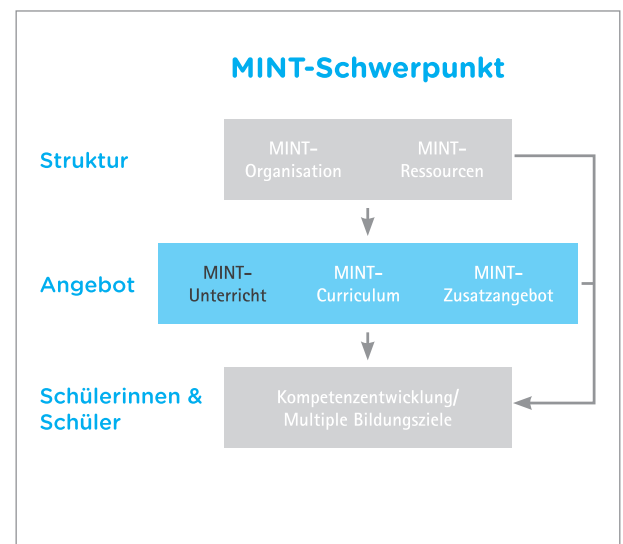 MINT-Schwerpunkt
Struktur
MINT-
Organisation
MINT-
Ressourcen
Angebot
MINT-
Unterricht
MINT-
Curriculum
MINT-
Zusatzangebot
Schülerinnen &
Schüler
Kompetenzentwicklung/
Multiple Bildungsziele